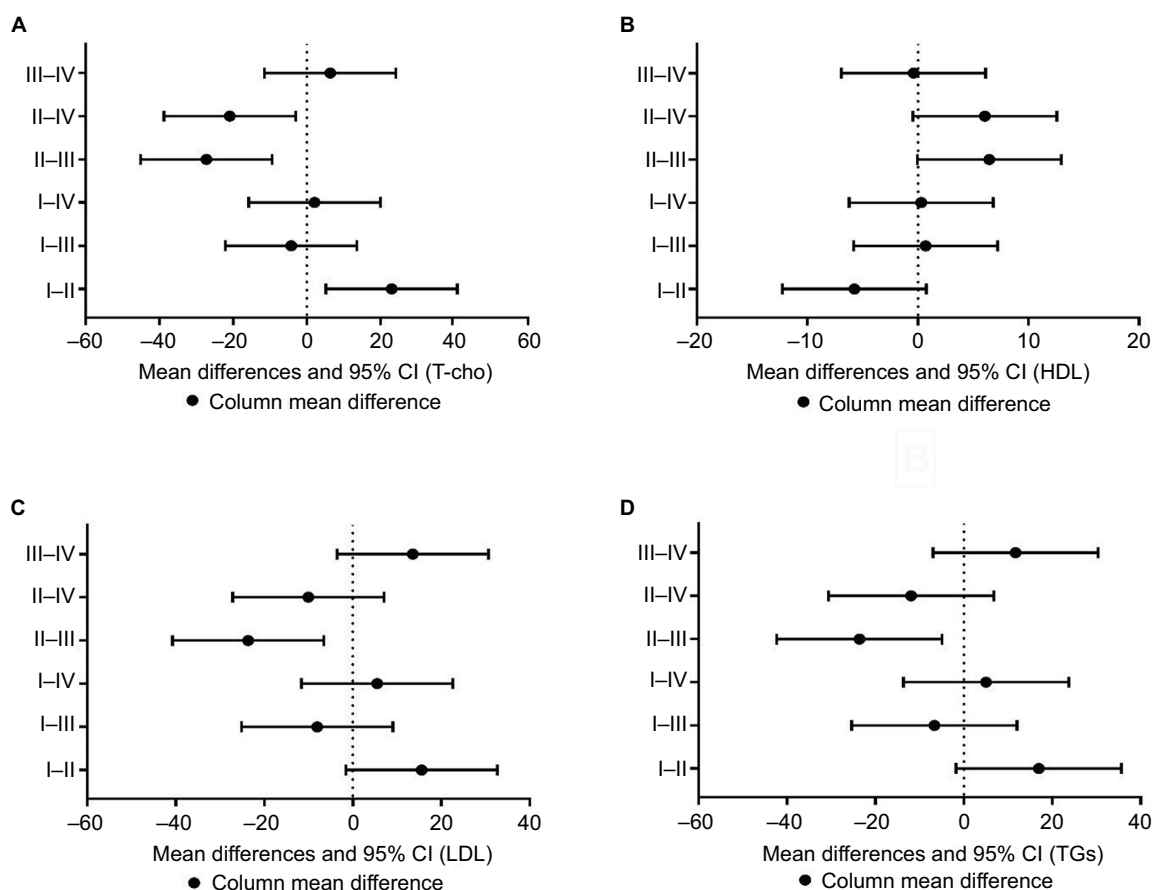 A
–60 –40 –20 0 20 40 60
III–IV
II–IV
II–III
I–IV
I–III
I–II
Mean differences and 95% CI (T-cho)
Column mean difference
B
III–IV
II–IV
II–III
I–IV
I–III
I–II
–20 –10 0 10 20
Mean differences and 95% CI (HDL)
Column mean difference
B
C
III–IV
II–IV
II–III
I–IV
I–III
I–II
–60 –40 –20 0 20 40
Mean differences and 95% CI (LDL)
Column mean difference
D
III–IV
II–IV
II–III
I–IV
I–III
I–II
–60 –40 –20 0 20 40
Mean differences and 95% CI (TGs)
Column mean difference